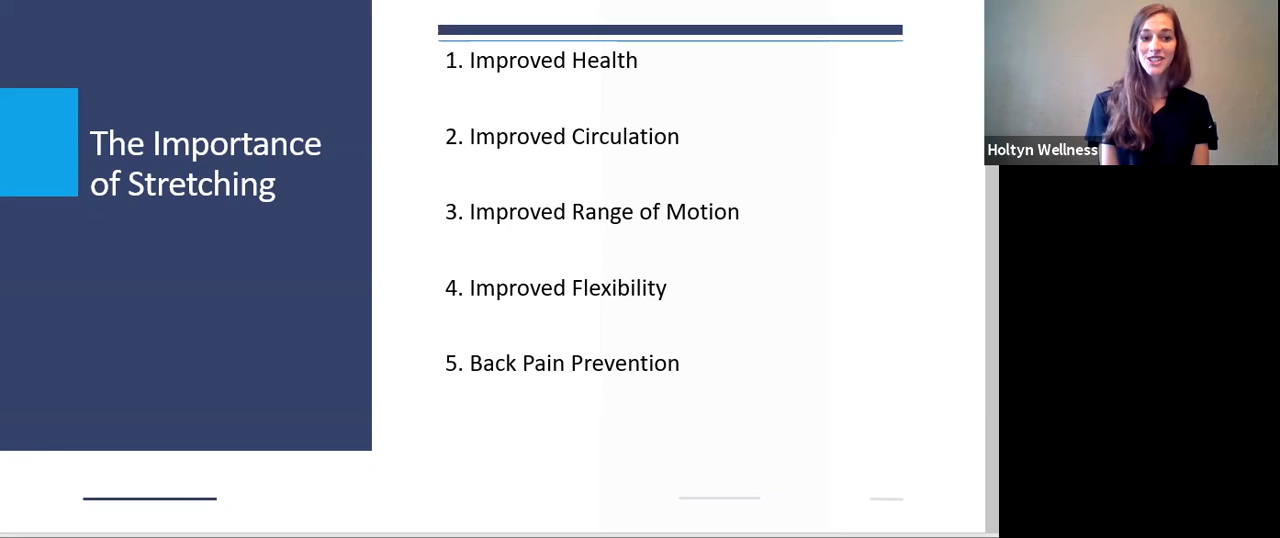 The Importance
of Stretching
1. Improved Health
2. Improved Circulation
3. Improved Range of Motion
4. Improved Flexibility
5. Back Pain Prevention
Holtyn Wellness